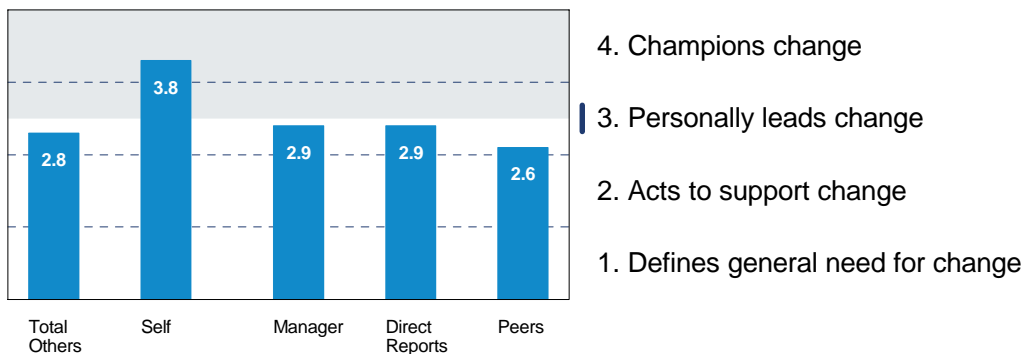 4. Champions change
3. Personally leads change
2. Acts to support change
1. Defines general need for change
2.8
3.8
2.9
2.9
2.6
Total
Others
Self
Manager
Direct
Reports
Peers